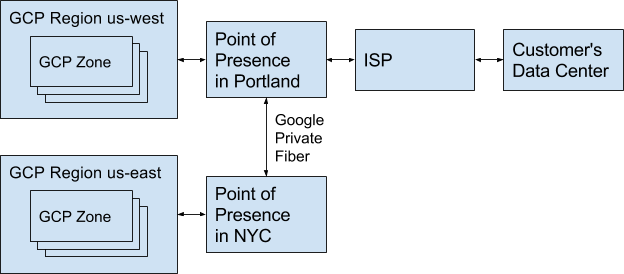 GCP Region us-west
GCP Zone
Point of
Presence
in Portland
ISP
Customer's
Data Center
Google
Private
Fiber
GCP Region us-east
GCP Zone
Point of
Presence
in NYC